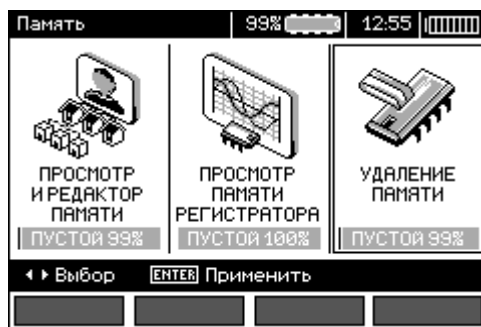 Память 99% 12:55
ПРОСМОТР
И РЕДАКТОР
ПАМЯТИ
ПУСТОЙ 99%
ПРОСМОТР
ПАМЯТИ
РЕГИСТРАТОРА
ПУСТОЙ 100%
УДАЛЕНИЕ
ПАМЯТИ
ПУСТОЙ 99%
Выбор ENTER Применить